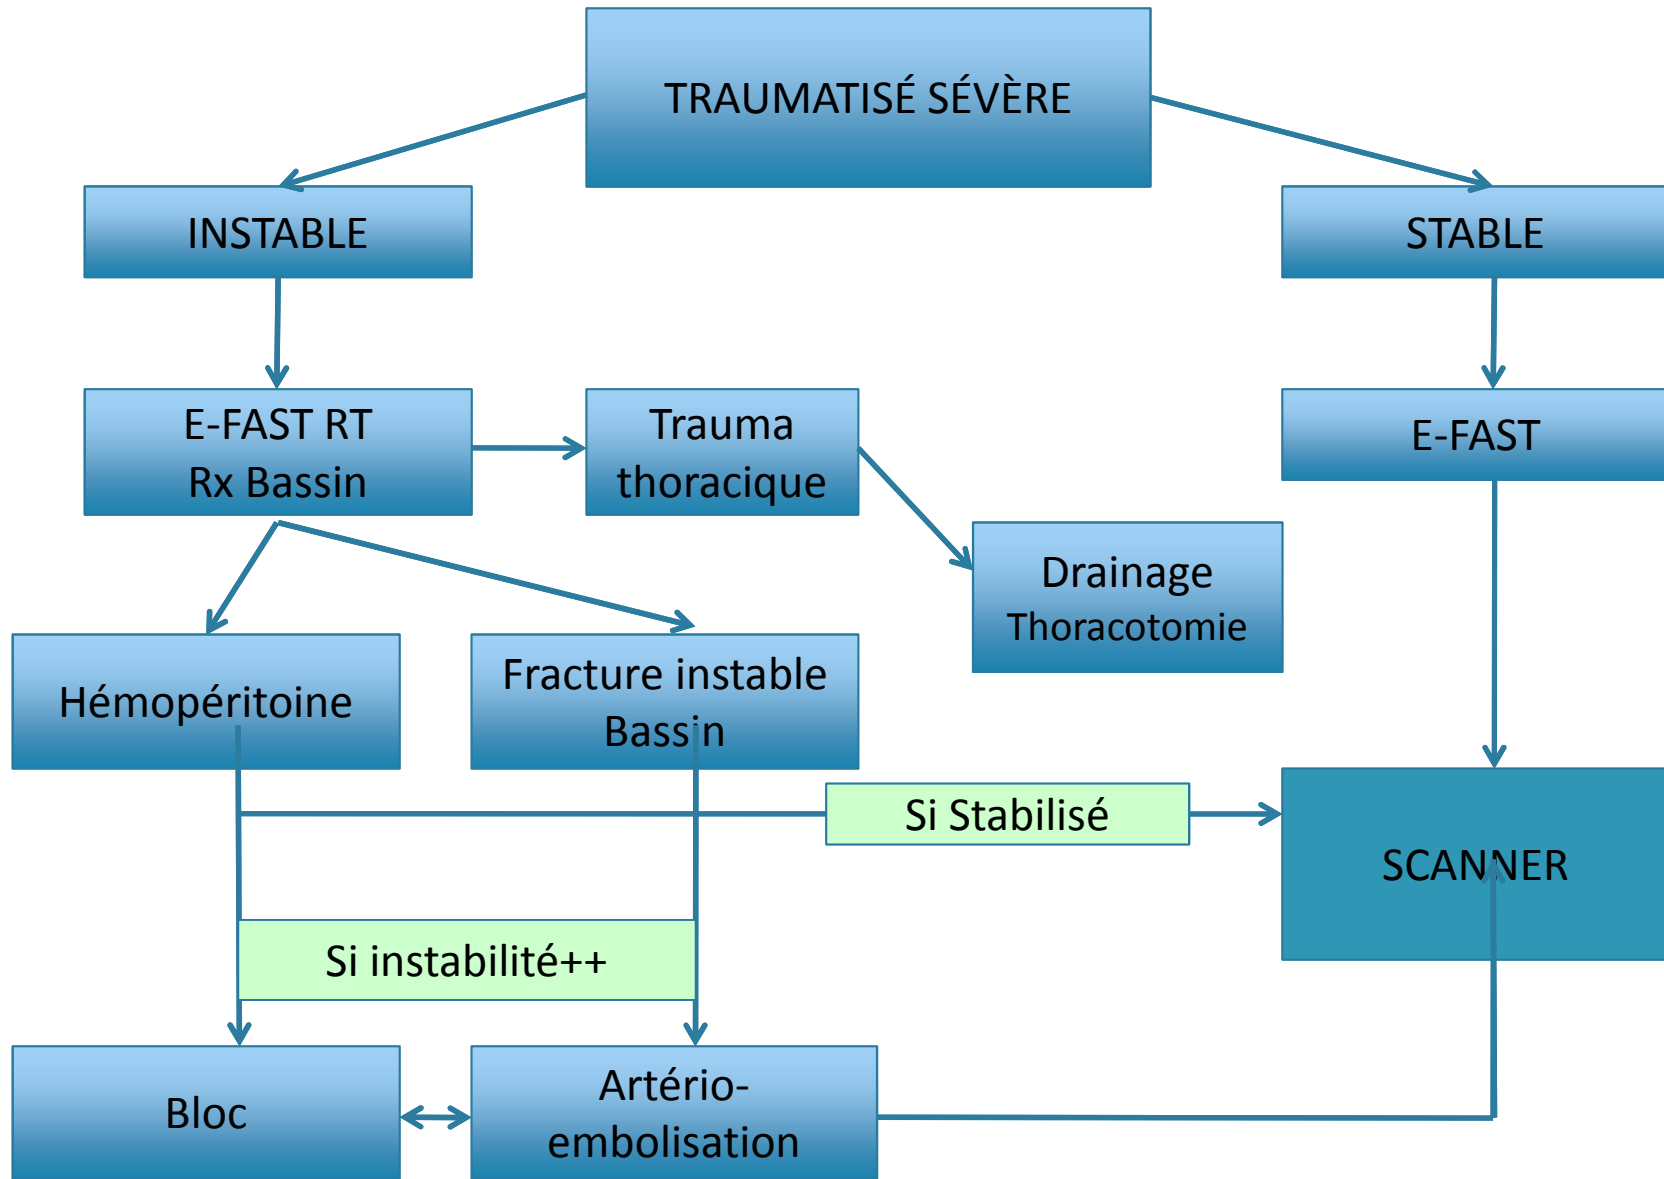 TRAUMATISÉ SÉVÈRE
INSTABLE
STABLE
E-FAST RT
Rx Bassin
Trauma
thoracique
E-FAST
Drainage
Thoracotomie
Hémopéritoine
Fracture instable
Bassin
Si Stabilisé
SCANNER
Si instabilité++
Bloc
Artério-
embolisation